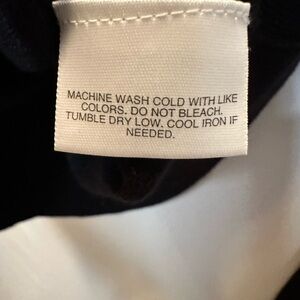 MACHINE WASH COLD WITH LIKE
COLORS. DO NOT BLEACH.
TUMBLE DRY LOW. COOL IRON IF
NEEDED.